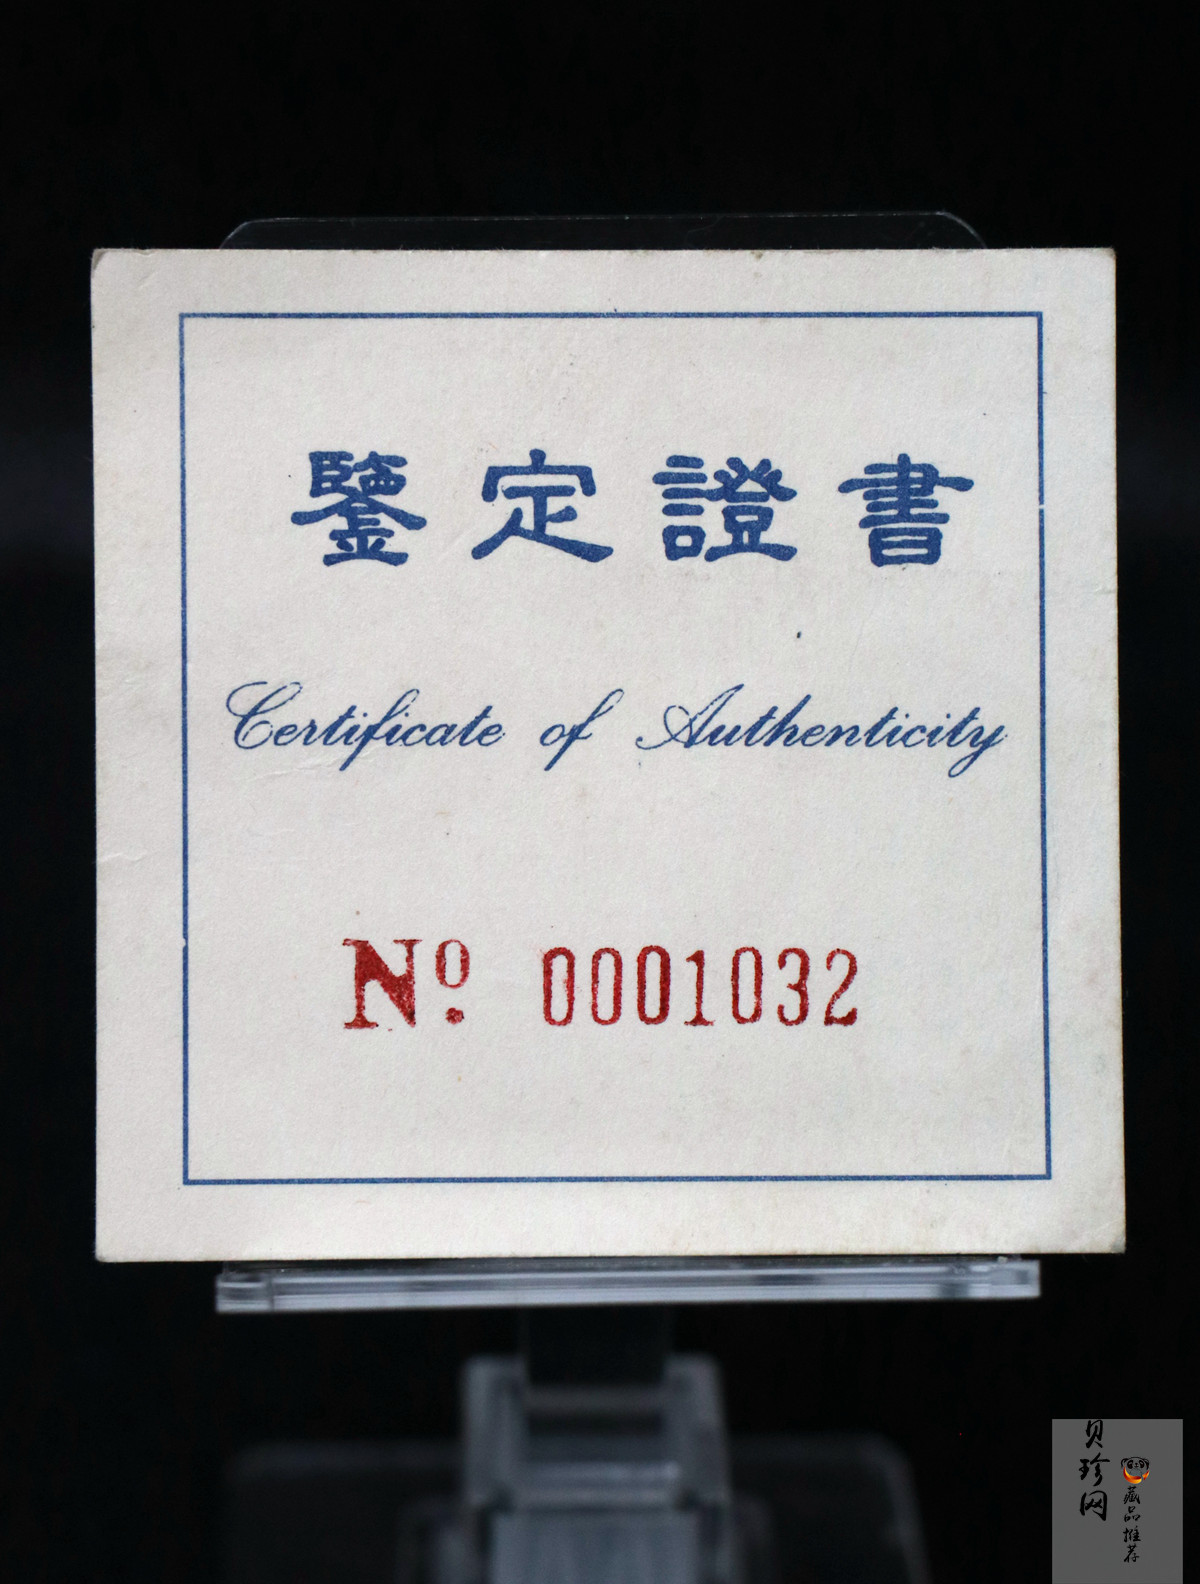 鑒定證書
Certificate of Authenticity
Nº. 0001032
贝珍网
藏品推荐